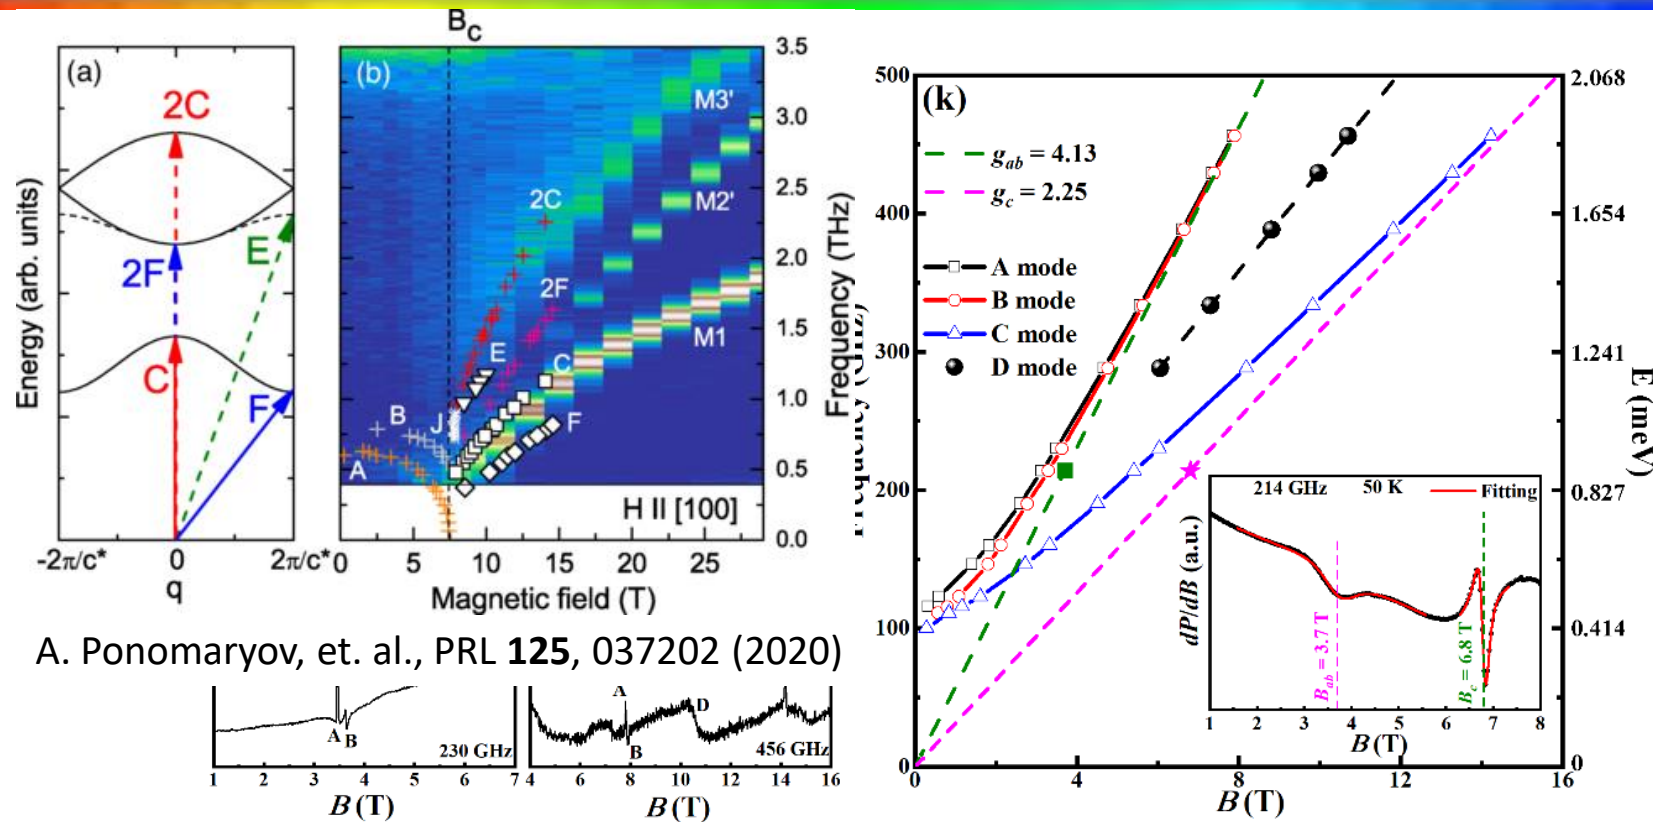 B_c
(a)
2C
2F
E
C
F
Energy (arb. units)
-2π/c*
0
2π/c*
q
(b)
M3'
M2'
2C
2F
E
C
M1
B
J
F
A
H II [100]
3.5
3.0
2.5
2.0
1.5
1.0
0.5
0.0
Frequency (THz)
0
5
10
15
20
25
Magnetic field (T)
A. Ponomaryov, et. al., PRL 125, 037202 (2020)
A
B
230 GHz
1
2
3
4
5
6
7
B (T)
A
B
D
456 GHz
4
6
8
10
12
14
16
B (T)
(k)
g_ab = 4.13
g_c = 2.25
A mode
B mode
C mode
D mode
500
400
300
200
100
0
2.068
1.654
1.241
0.827
0.414
0
E (meV)
0
4
8
12
16
B (T)
214 GHz
50 K
Fitting
dP/dB (a.u.)
B_ab = 3.7 T
B_c = 6.8 T
1
2
3
4
5
6
7
8
B (T)